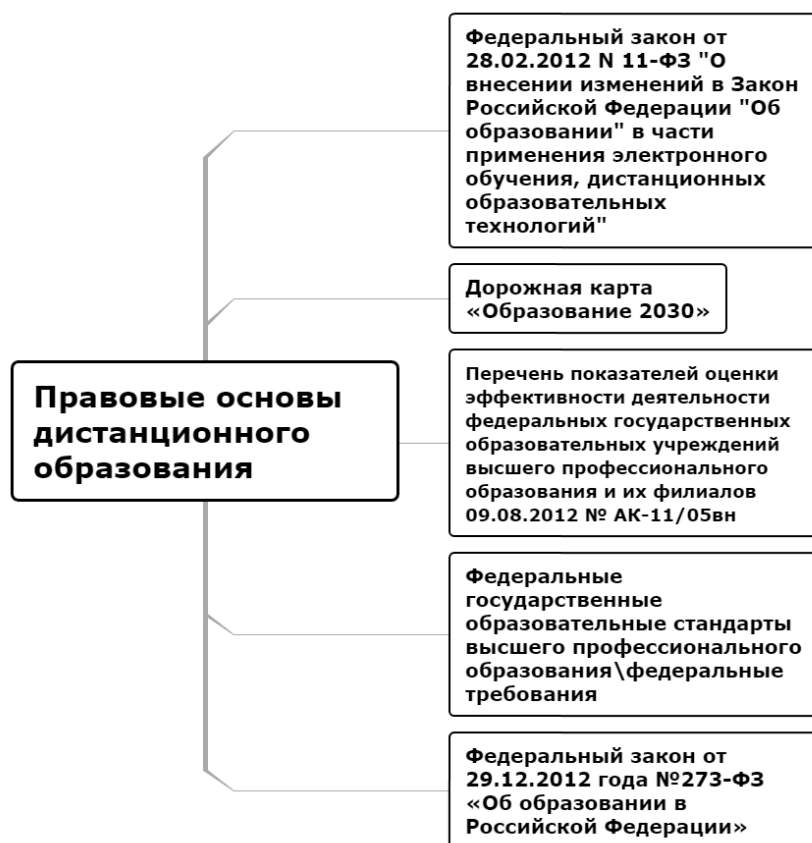 Федеральный закон от
28.02.2012 N 11-ФЗ "О
внесении изменений в Закон
Российской Федерации "Об
образовании" в части
применения электронного
обучения, дистанционных
образовательных
технологий"
Дорожная карта
«Образование 2030»
Правовые основы
дистанционного
образования
Перечень показателей оценки
эффективности деятельности
федеральных государственных
образовательных учреждений
высшего профессионального
образования и их филиалов
09.08.2012 № АК-11/05вн
Федеральные
государственные
образовательные стандарты
высшего профессионального
образования\федеральные
требования
Федеральный закон от
29.12.2012 года №273-ФЗ
«Об образовании в
Российской Федерации»